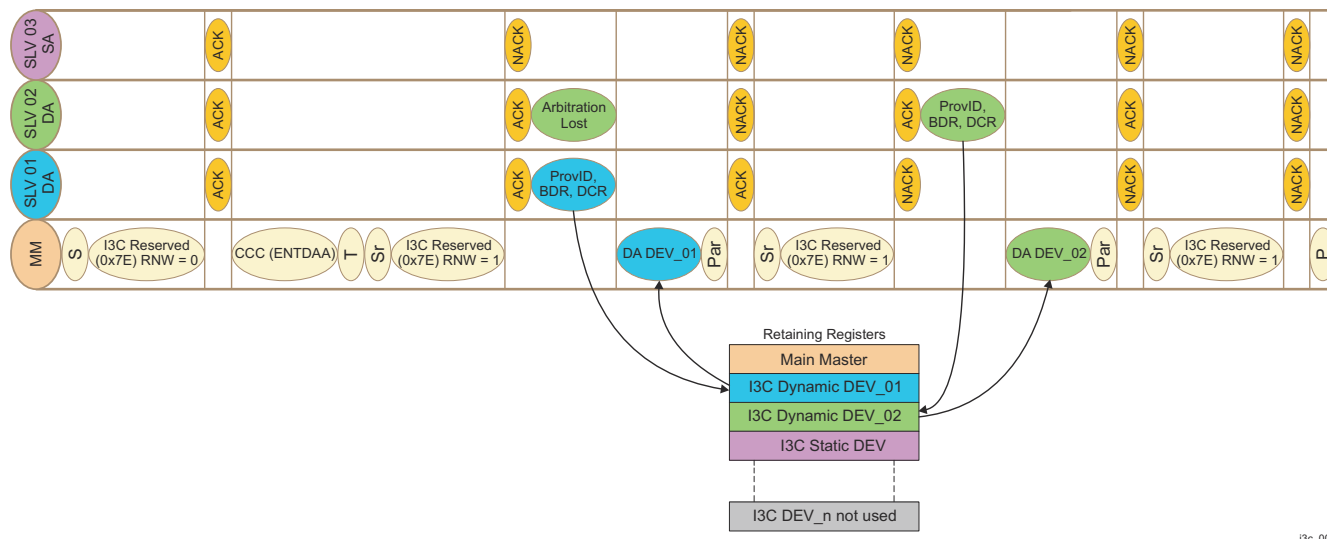 SLV 03
SA
ACK
NACK
NACK
NACK
NACK
NACK
SLV 02
DA
ACK
ACK
Arbitration
Lost
NACK
ACK
ProvID,
BDR, DCR
ACK
NACK
SLV 01
DA
ACK
ACK
ProvID,
BDR, DCR
ACK
NACK
NACK
NACK
MM
S
I3C Reserved
(0x7E) RNW = 0
CCC (ENTDAA)
T
Sr
I3C Reserved
(0x7E) RNW = 1
DA DEV_01
Par
Sr
I3C Reserved
(0x7E) RNW = 1
DA DEV_02
Par
Sr
I3C Reserved
(0x7E) RNW = 1
P
Retaining Registers
Main Master
I3C Dynamic DEV_01
I3C Dynamic DEV_02
I3C Static DEV
I3C DEV_n not used